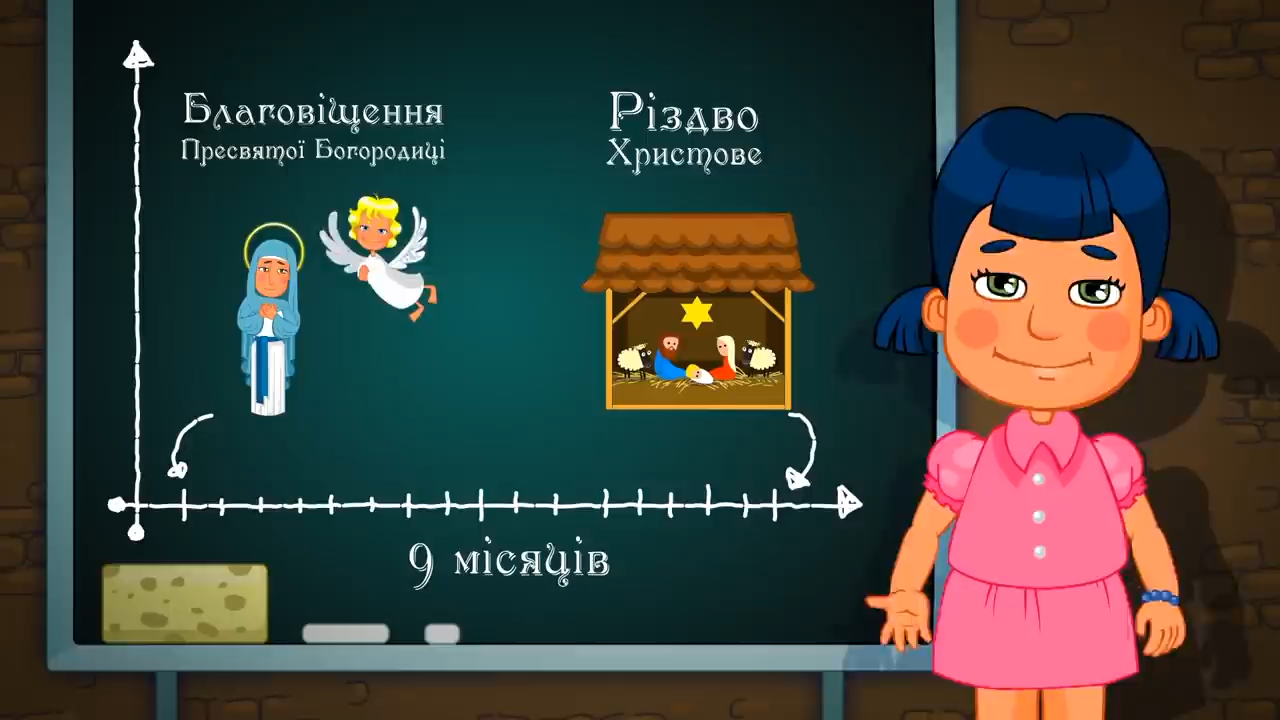 Благовіщення
Пресвятої Богородиці
Різдво
Христове
9 місяців